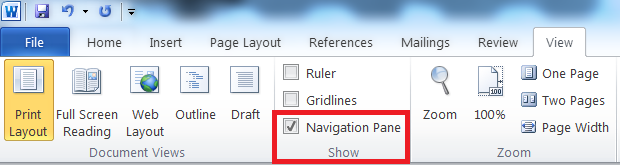 W
File Home Insert Page Layout References Mailings Review View
Print Layout
Full Screen Reading
Web Layout
Outline
Draft
Document Views
Ruler
Gridlines
Navigation Pane
Show
Zoom
100
100%
One Page
Two Pages
Page Width
Zoom